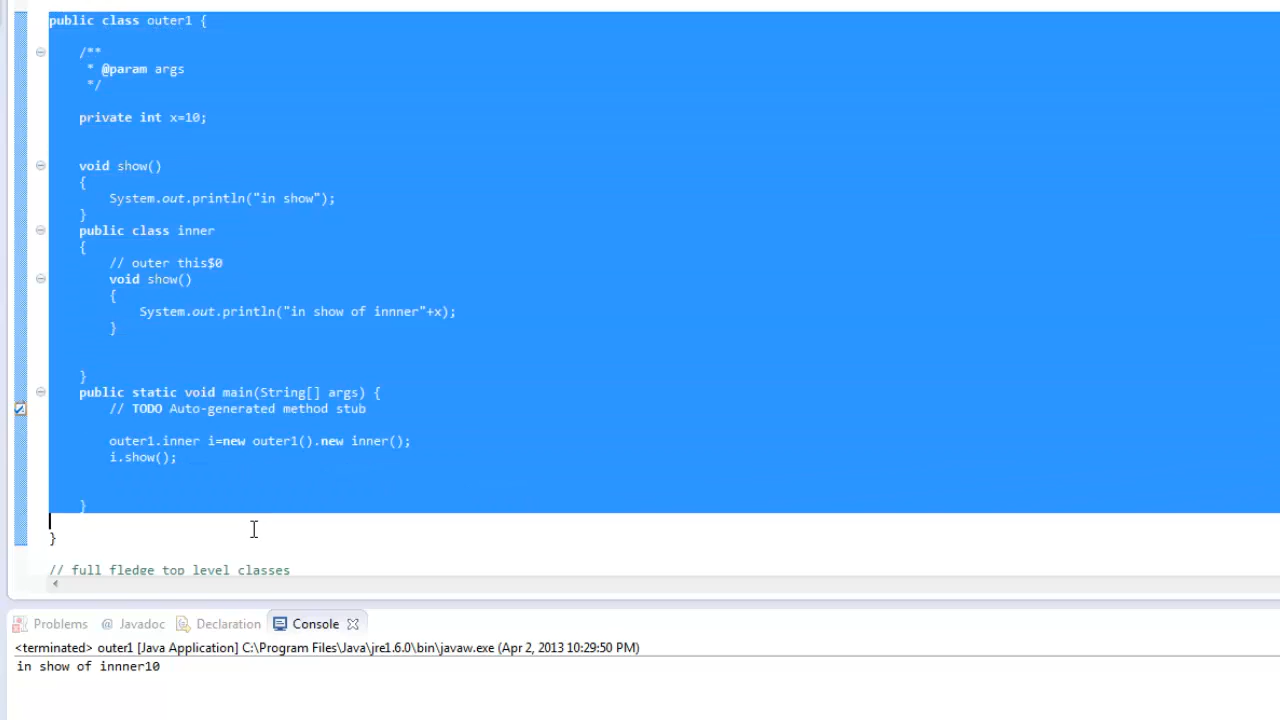 public class outer1 {
/**
* @param args
*/
private int x=10;
void show()
{
System.out.println("in show");
}
public class inner
{
// outer this$0
void show()
{
System.out.println("in show of innner"+x);
}
}
public static void main(String[] args) {
// TODO Auto-generated method stub
outer1.inner i=new outer1().new inner();
i.show();
}
}
// full fledge top level classes
Problems @ Javadoc Declaration Console
<terminated> outer1 [Java Application] C:\Program Files\Java\jre1.6.0\bin\javaw.exe (Apr 2, 2013 10:29:50 PM)
in show of innner10